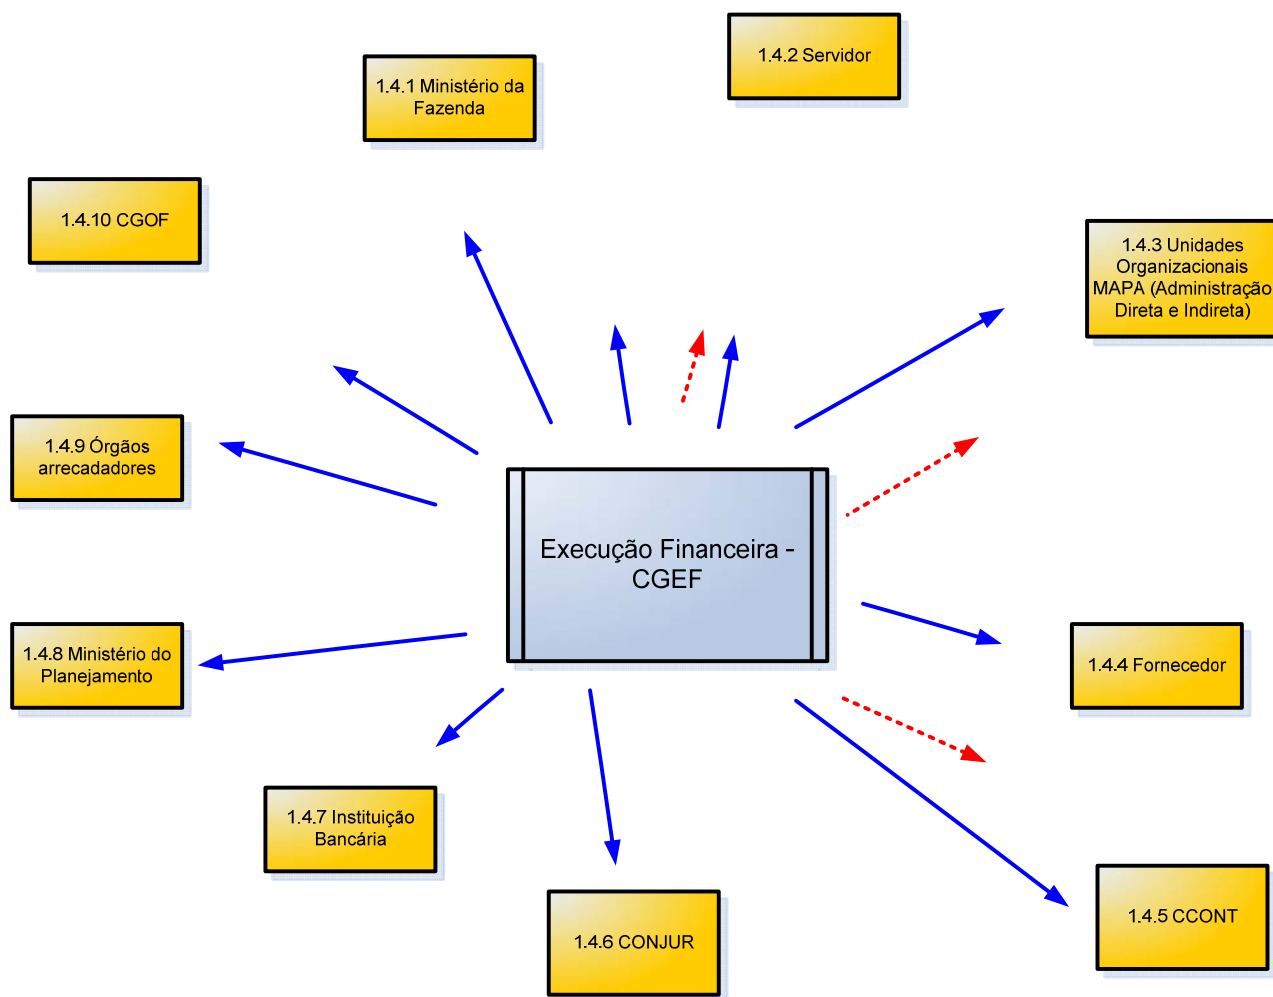 1.4.2 Servidor
1.4.1 Ministério da
Fazenda
1.4.10 CGOF
1.4.3 Unidades
Organizacionais
MAPA (Administração
Direta e Indireta)
1.4.9 Órgãos
arrecadadores
Execução Financeira -
CGEF
1.4.8 Ministério do
Planejamento
1.4.4 Fornecedor
1.4.7 Instituição
Bancária
1.4.5 CCONT
1.4.6 CONJUR